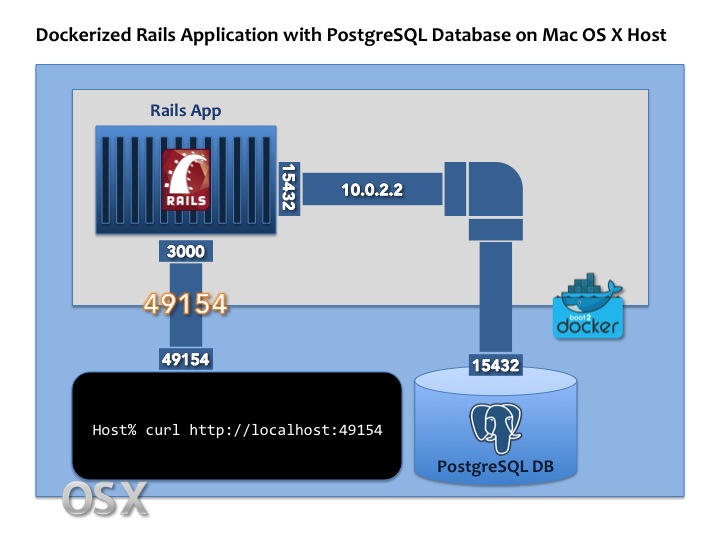 Dockerized Rails Application with PostgreSQL Database on Mac OS X Host
Rails App
RAILS
15432
10.0.2.2
3000
49154
boot2
docker
49154
15432
Host% curl http://localhost:49154
PostgreSQL DB
OS X